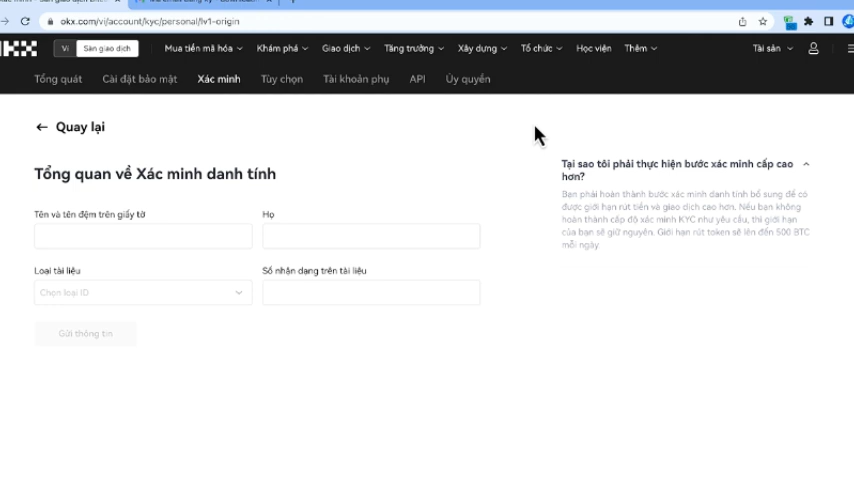 okx.com/vi/account/kyc/personal/lv1-origin
Ví Sàn giao dịch Mua tiền mã hóa Khám phá Giao dịch Tăng trưởng Xây dựng Tổ chức Học viện Thêm Tài sản
Tổng quát Cài đặt bảo mật Xác minh Tùy chọn Tài khoản phụ API Ủy quyền
← Quay lại
Tổng quan về Xác minh danh tính
Tên và tên đệm trên giấy tờ Họ
Loại tài liệu Số nhận dạng trên tài liệu
Chọn loại ID
Gửi thông tin
Tại sao tôi phải thực hiện bước xác minh cấp cao
hơn?
Bạn phải hoàn thành bước xác minh danh tính bổ sung để có
được giới hạn rút tiền và giao dịch cao hơn. Nếu bạn không
hoàn thành cấp độ xác minh KYC như yêu cầu, thì giới hạn
của bạn sẽ giữ nguyên. Giới hạn rút token sẽ lên đến 500 BTC
mỗi ngày.